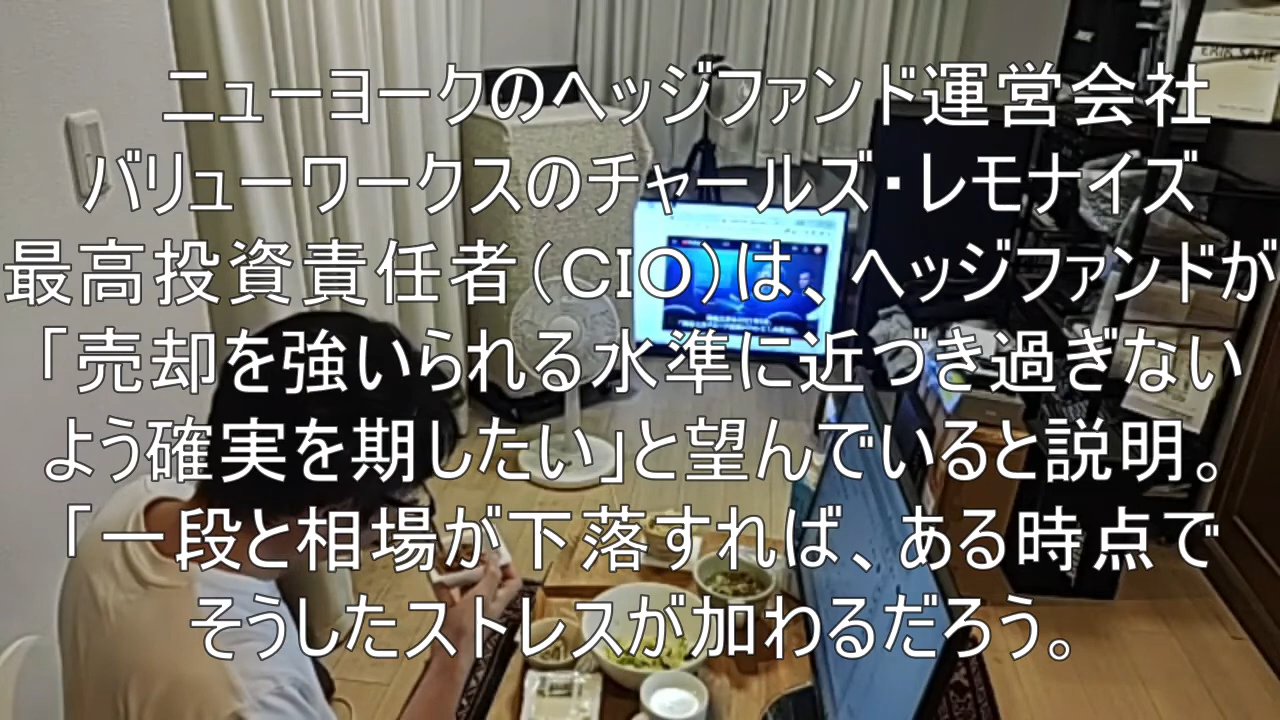 ニューヨークのヘッジファンド運営会社
バリューワークスのチャールズ・レモナイズ
最高投資責任者（CIO）は、ヘッジファンドが
「売却を強いられる水準に近づき過ぎない
よう確実を期したい」と望んでいると説明。
「一段と相場が下落すれば、ある時点で
そうしたストレスが加わるだろう。
ERIK SATIE